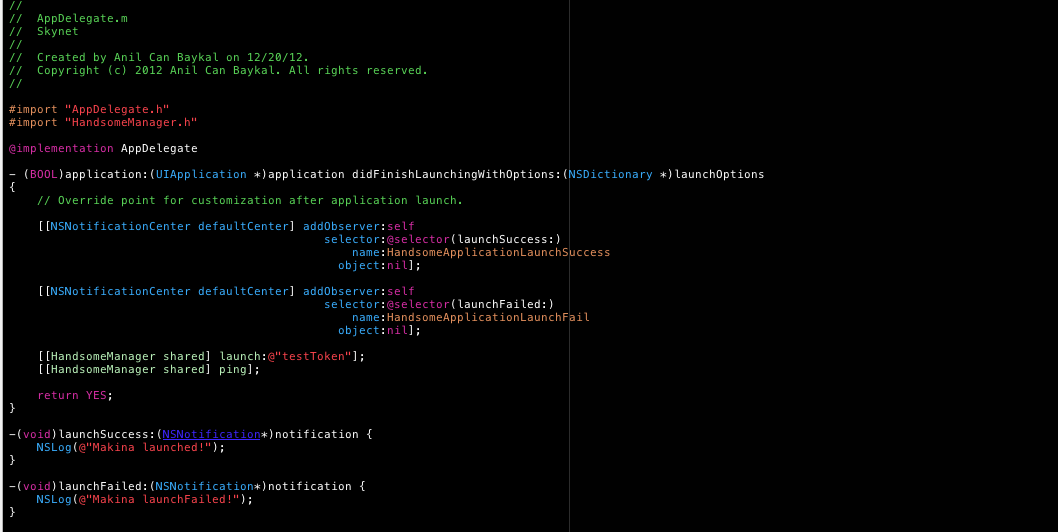 //
//  AppDelegate.m
//  Skynet
//
//  Created by Anil Can Baykal on 12/20/12.
//  Copyright (c) 2012 Anil Can Baykal. All rights reserved.
//

#import "AppDelegate.h"
#import "HandsomeManager.h"

@implementation AppDelegate

- (BOOL)application:(UIApplication *)application didFinishLaunchingWithOptions:(NSDictionary *)launchOptions
{
    // Override point for customization after application launch.

    [[NSNotificationCenter defaultCenter] addObserver:self
                                             selector:@selector(launchSuccess:)
                                                 name:HandsomeApplicationLaunchSuccess
                                               object:nil];

    [[NSNotificationCenter defaultCenter] addObserver:self
                                             selector:@selector(launchFailed:)
                                                 name:HandsomeApplicationLaunchFail
                                               object:nil];

    [[HandsomeManager shared] launch:@"testToken"];
    [[HandsomeManager shared] ping];

    return YES;
}

-(void)launchSuccess:(NSNotification*)notification {
    NSLog(@"Makina launched!");
}

-(void)launchFailed:(NSNotification*)notification {
    NSLog(@"Makina launchFailed!");
}